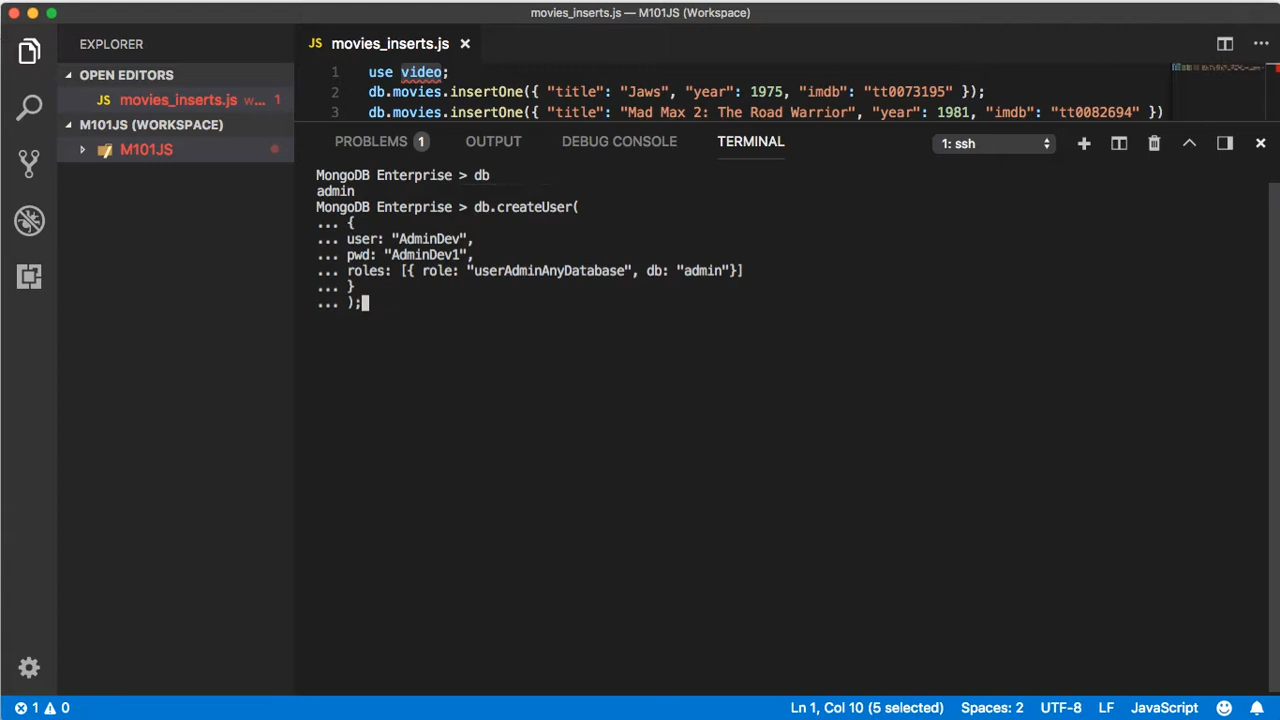 movies_inserts.js — M101JS (Workspace)
EXPLORER
JS movies_inserts.js ×
OPEN EDITORS
JS movies_inserts.js w... 1
M101JS (WORKSPACE)
M101JS
1 use video;
2 db.movies.insertOne({ "title": "Jaws", "year": 1975, "imdb": "tt0073195" });
3 db.movies.insertOne({ "title": "Mad Max 2: The Road Warrior", "year": 1981, "imdb": "tt0082694" })
PROBLEMS 1 OUTPUT DEBUG CONSOLE TERMINAL 1: ssh
MongoDB Enterprise > db
admin
MongoDB Enterprise > db.createUser(
... {
... user: "AdminDev",
... pwd: "AdminDev1",
... roles: [{ role: "userAdminAnyDatabase", db: "admin"}]
... }
... );
1 0 Ln 1, Col 10 (5 selected) Spaces: 2 UTF-8 LF JavaScript